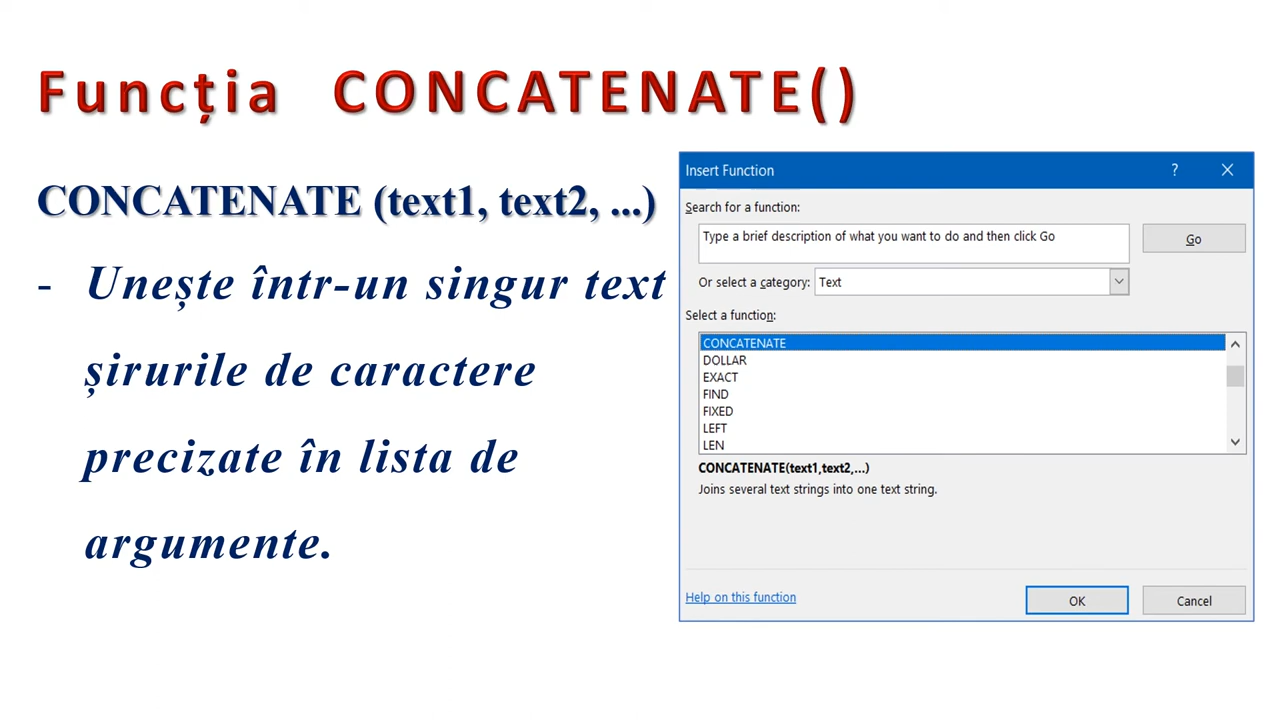 Funcția CONCATENATE()
CONCATENATE (text1, text2, ...)
- Unește într-un singur text
șirurile de caractere
precizate în lista de
argumente.
Insert Function
Search for a function:
Type a brief description of what you want to do and then click Go
Go
Or select a category: Text
Select a function:
CONCATENATE
DOLLAR
EXACT
FIND
FIXED
LEFT
LEN
CONCATENATE(text1,text2,...)
Joins several text strings into one text string.
Help on this function
OK
Cancel